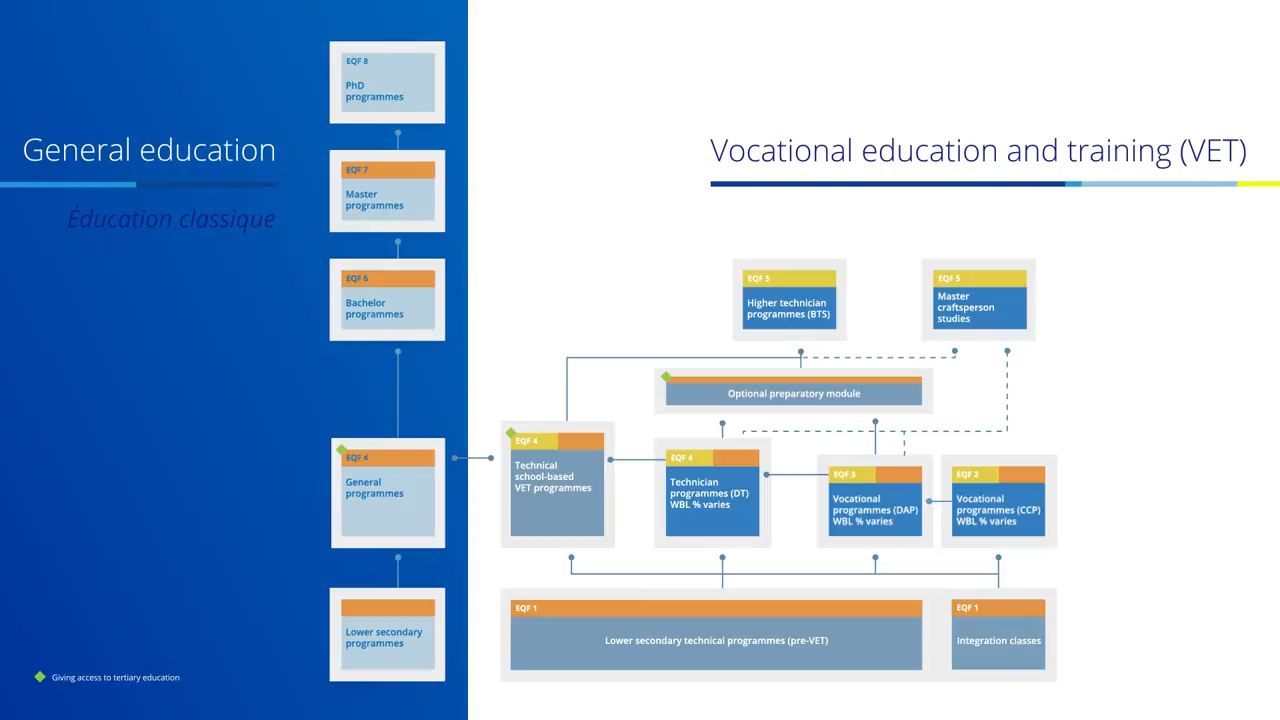 General education
Éducation classique
EQF 8
PhD
programmes
EQF 7
Master
programmes
EQF 6
Bachelor
programmes
EQF 4
General
programmes
Lower secondary
programmes
Giving access to tertiary education
Vocational education and training (VET)
EQF 5
Higher technician
programmes (BTS)
EQF 5
Master
craftsperson
studies
Optional preparatory module
EQF 4
Technical
school-based
VET programmes
EQF 4
Technician
programmes (DT)
WBL % varies
EQF 3
Vocational
programmes (DAP)
WBL % varies
EQF 2
Vocational
programmes (CCP)
WBL % varies
EQF 1
Lower secondary technical programmes (pre-VET)
EQF 1
Integration classes